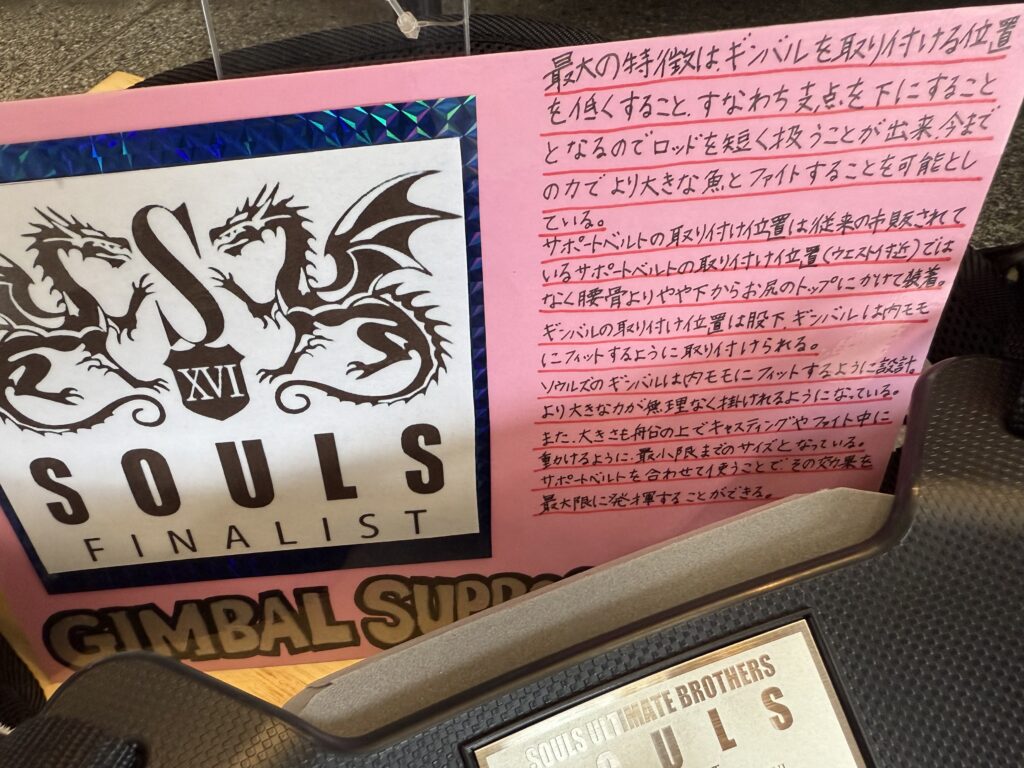 最大の特徴は、ギンバルを取り付ける位置
を低くすること、すなわち支点を下にすること
となるのでロッドを短く扱うことが出来、今まで
の力でより大きな魚とファイトすることを可能とし
ている。
サポートベルトの取り付け位置は従来の市販されて
いるサポートベルトの取り付け位置(ウエスト付近)では
なく腰骨よりやや下からお尻のトップにかけて装着。
ギンバルの取り付け位置は股下、ギンバルは内モモ
にフィットするように取り付けられる。
ソウルズのギンバルは内モモにフィットするように設計。
より大きな力が無理なく掛けれるようになっている。
また、大きさも船の上でキャスティングやファイト中に
動けるように、最小限までのサイズとなっている。
サポートベルトを合わせて使うことでその効果を
最大限に発揮することができる。
S
XVI
SOULS
FINALIST
GIMBAL SUPPO
SOULS ULTIMATE BROTHERS
OULS